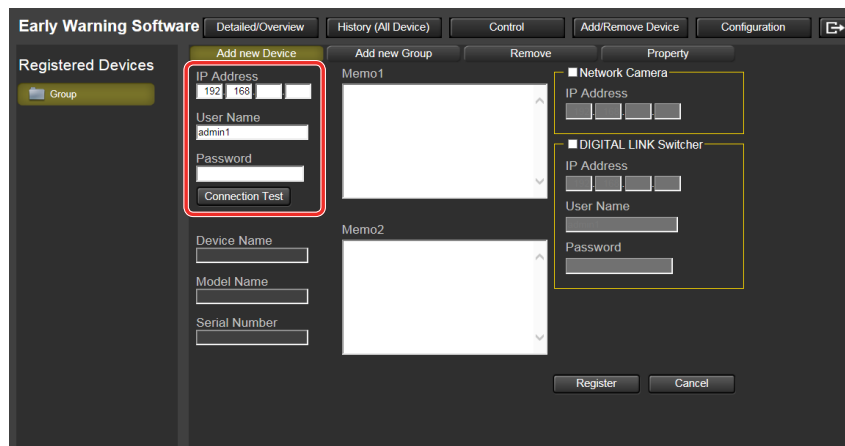 Early Warning Software
Detailed/Overview
History (All Device)
Control
Add/Remove Device
Configuration
Registered Devices
Group
Add new Device
Add new Group
Remove
Property
IP Address
192 . 168 . .
User Name
admin1
Password
Connection Test
Device Name
Model Name
Serial Number
Memo1
Memo2
Network Camera
IP Address
DIGITAL LINK Switcher
IP Address
User Name
Password
Register
Cancel